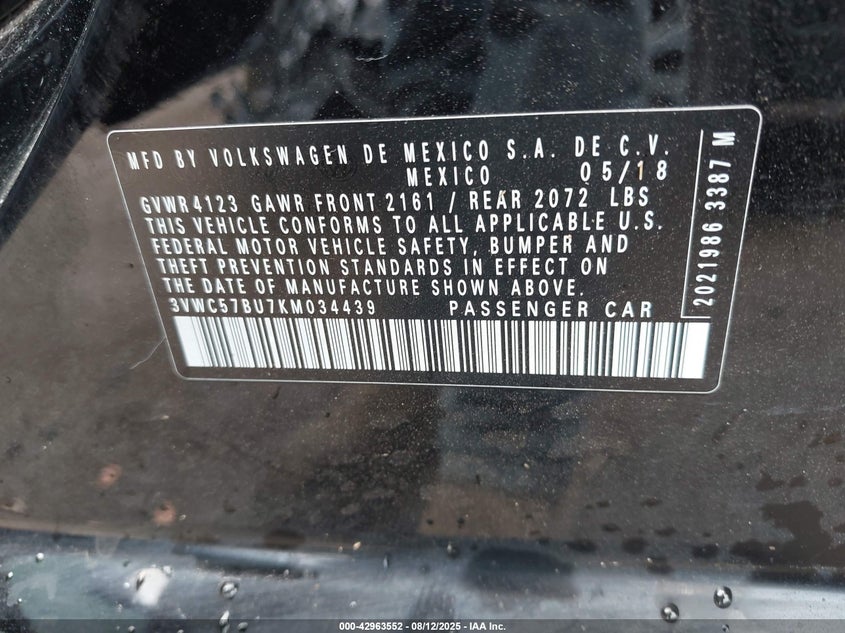 MFD BY VOLKSWAGEN DE MEXICO S.A. DE C.V.
MEXICO 05/18
GVWR 4123 GAWR FRONT 2161 / REAR 2072 LBS
THIS VEHICLE CONFORMS TO ALL APPLICABLE U.S.
FEDERAL MOTOR VEHICLE SAFETY, BUMPER AND
THEFT PREVENTION STANDARDS IN EFFECT ON
THE DATE OF MANUFACTURE SHOWN ABOVE.
3VWC57BU7KM034439 PASSENGER CAR
2021986 3387 M
000-42963552 - 08/12/2025 - IAA Inc.